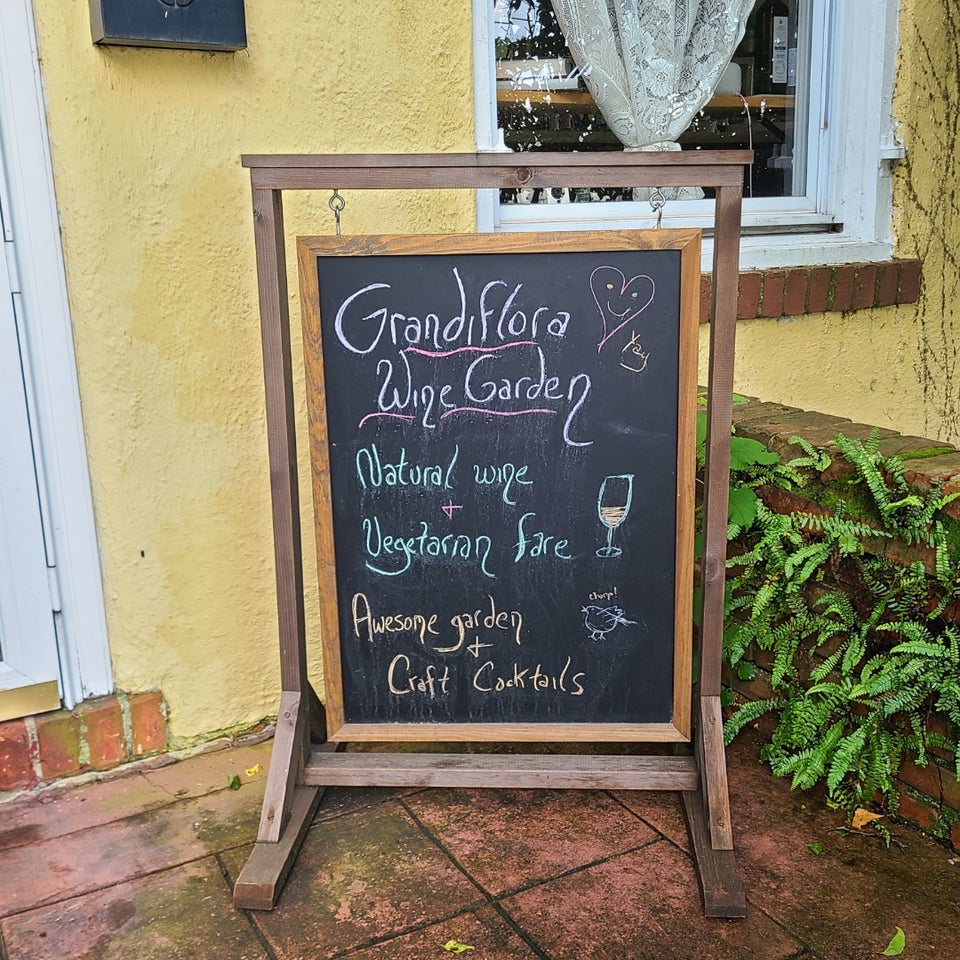 Grandiflora
Yay
Wine Garden
Natural wine
+
Vegetarian fare
chirp!
Awesome garden
+
Craft Cocktails